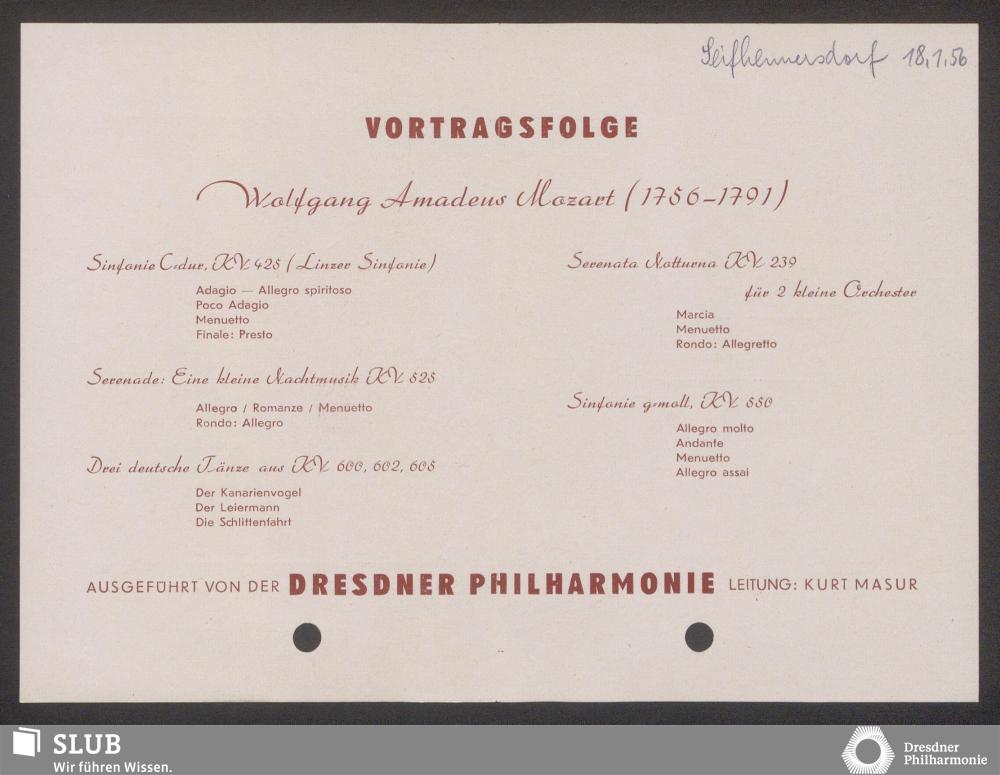 Seifhennersdorf 18.1.56
VORTRAGSFOLGE
Wolfgang Amadeus Mozart (1756–1791)
Sinfonie C-dur, KV. 425 (Linzer Sinfonie)
Adagio — Allegro spiritoso
Poco Adagio
Menuetto
Finale: Presto
Serenade: Eine kleine Nachtmusik KV. 525
Allegro / Romanze / Menuetto
Rondo: Allegro
Drei deutsche Tänze aus KV. 600, 602, 605
Der Kanarienvogel
Der Leiermann
Die Schlittenfahrt
Serenata Notturna KV. 239
für 2 kleine Orchester
Marcia
Menuetto
Rondo: Allegretto
Sinfonie g-moll, KV. 550
Allegro molto
Andante
Menuetto
Allegro assai
AUSGEFÜHRT VON DER DRESDNER PHILHARMONIE LEITUNG: KURT MASUR
SLUB
Wir führen Wissen.
Dresdner
Philharmonie